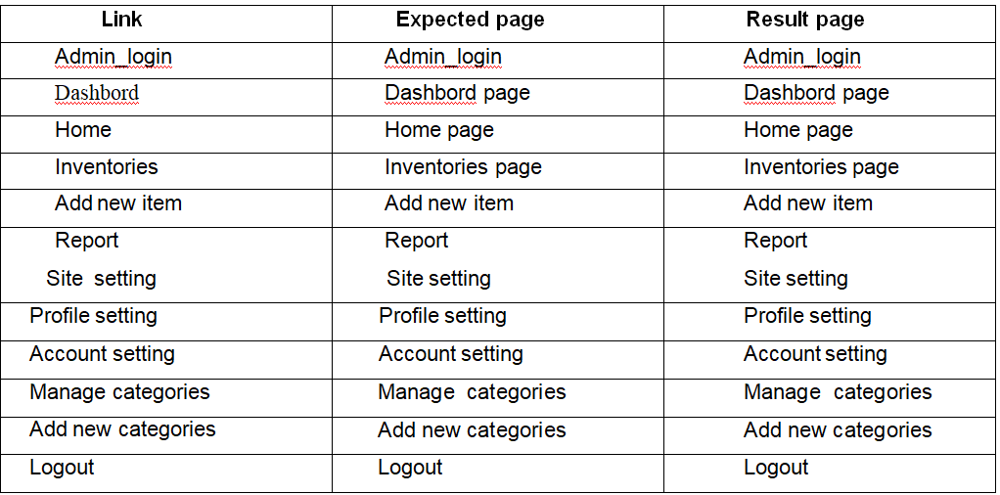 Link Expected page Result page
Admin_login Admin_login Admin_login
Dashbord Dashbord page Dashbord page
Home Home page Home page
Inventories Inventories page Inventories page
Add new item Add new item Add new item
Report Report Report
Site setting Site setting Site setting
Profile setting Profile setting Profile setting
Account setting Account setting Account setting
Manage categories Manage categories Manage categories
Add new categories Add new categories Add new categories
Logout Logout Logout